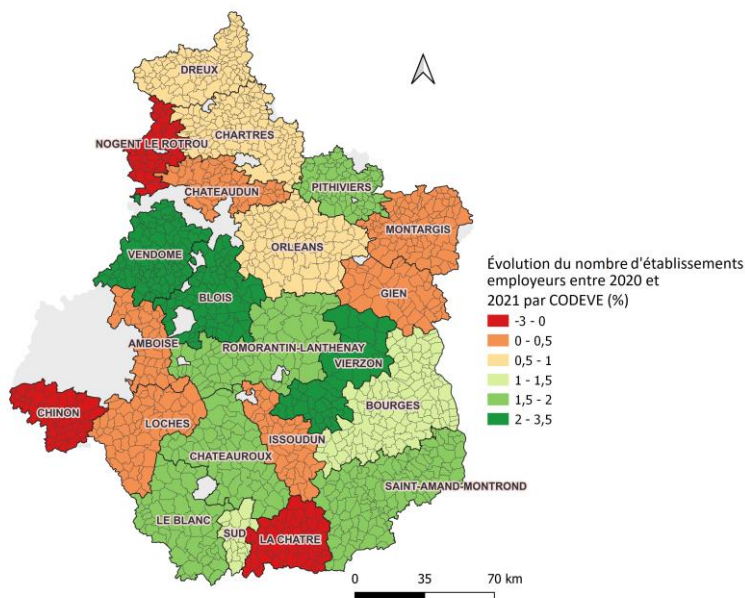 DREUX
CHARTRES
NOGENT LE ROTROU
CHATEAUDUN
PITHIVIERS
MONTARGIS
ORLEANS
VENDOME
BLOIS
GIEN
AMBOISE
ROMORANTIN-LANTHENAY
VIERZON
BOURGES
CHINON
LOCHES
ISSOUDUN
CHATEAUROUX
SAINT-AMAND-MONTROND
LE BLANC
SUD
LA CHATRE
Évolution du nombre d'établissements
employeurs entre 2020 et
2021 par CODEVE (%)
-3 - 0
0 - 0,5
0,5 - 1
1 - 1,5
1,5 - 2
2 - 3,5
0 35 70 km